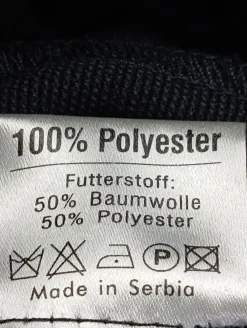 100% Polyester
Futterstoff:
50% Baumwolle
50% Polyester
P
Made in Serbia